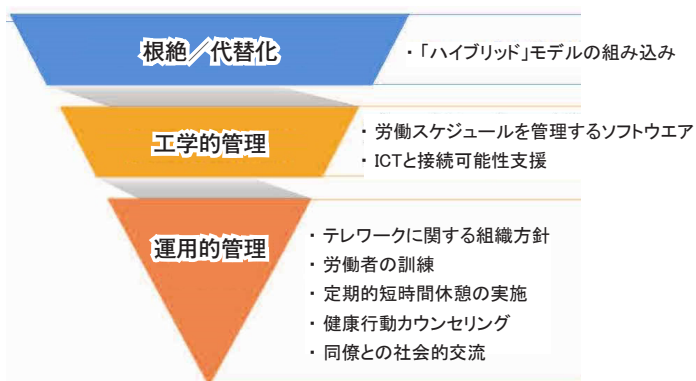 根絶／代替化
・「ハイブリッド」モデルの組み込み
工学的管理
・労働スケジュールを管理するソフトウエア
・ICTと接続可能性支援
運用的管理
・テレワークに関する組織方針
・労働者の訓練
・定期的短時間休憩の実施
・健康行動カウンセリング
・同僚との社会的交流